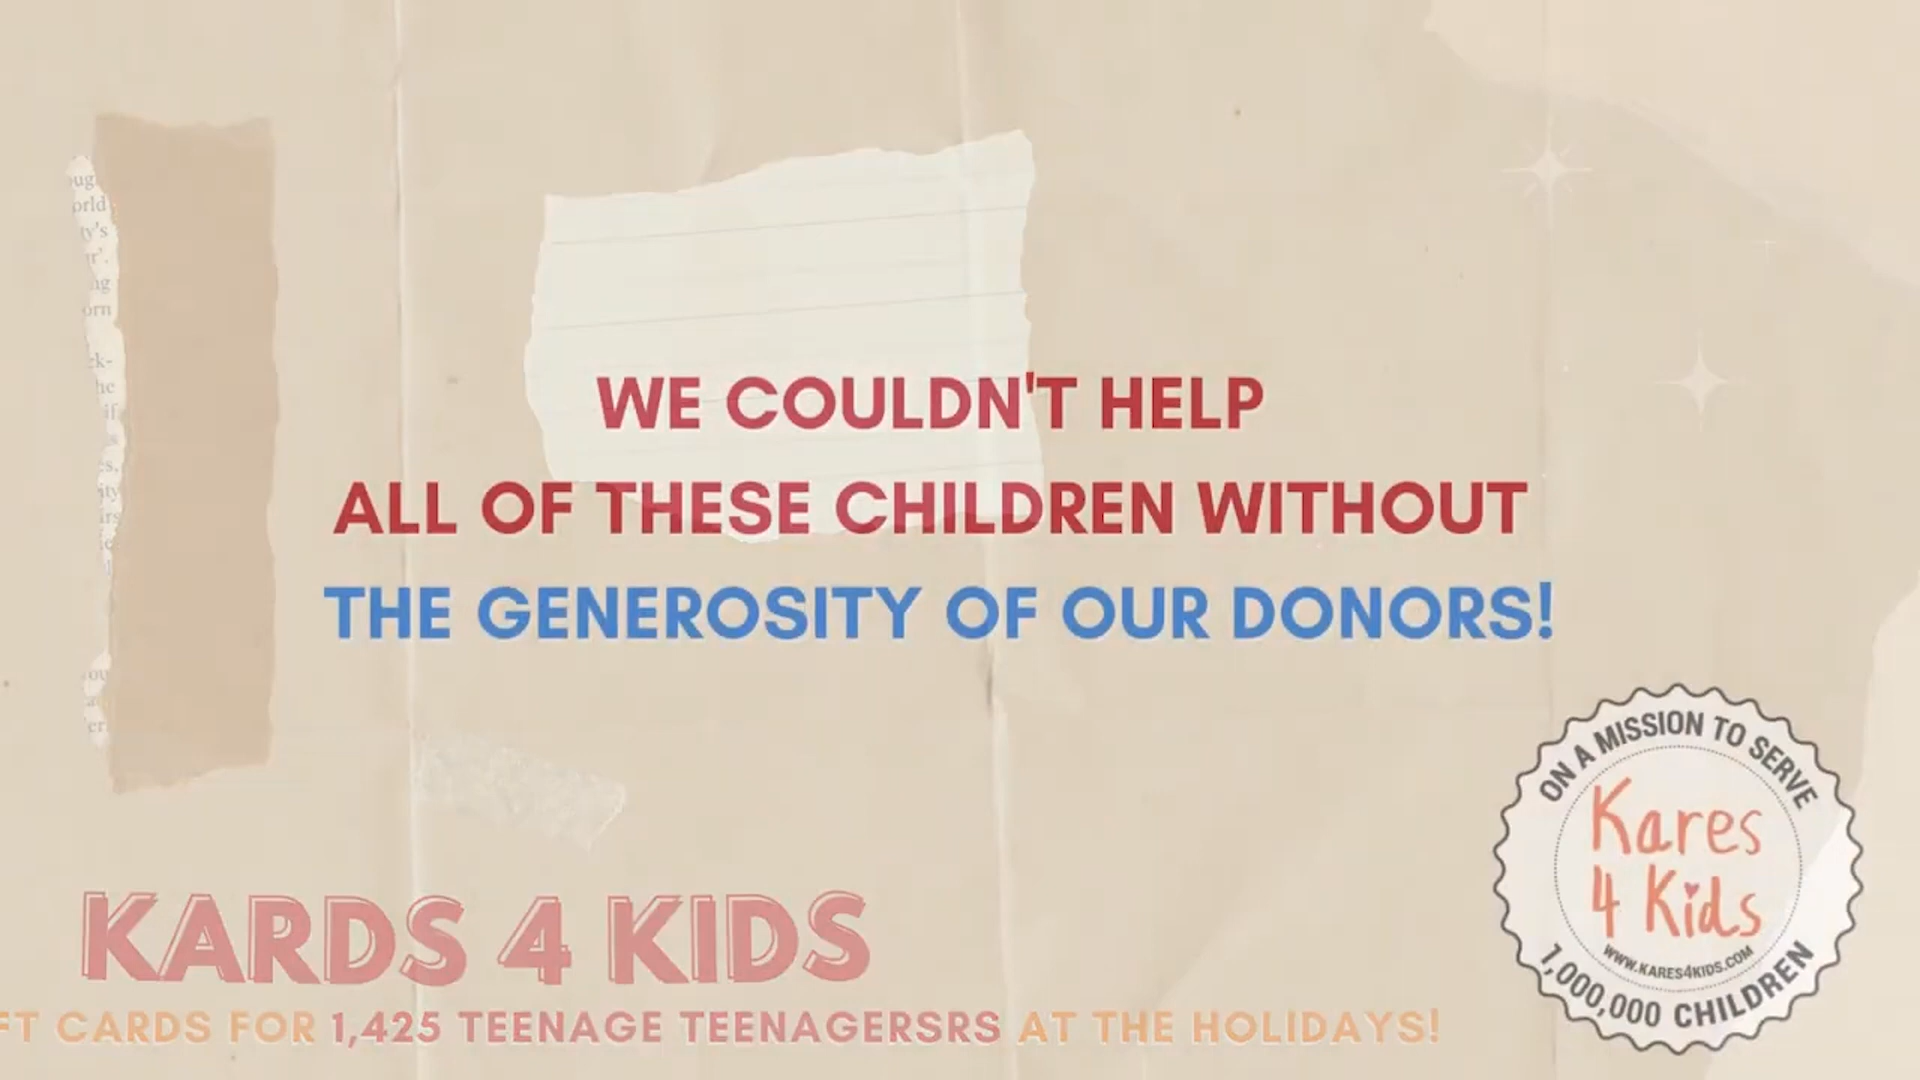 WE COULDN'T HELP
ALL OF THESE CHILDREN WITHOUT
THE GENEROSITY OF OUR DONORS!
ON A MISSION TO SERVE
Kares
4 Kids
WWW.KARES4KIDS.COM
1,000,000 CHILDREN
KARDS 4 KIDS
FT CARDS FOR 1,425 TEENAGE TEENAGERSRS AT THE HOLIDAYS!